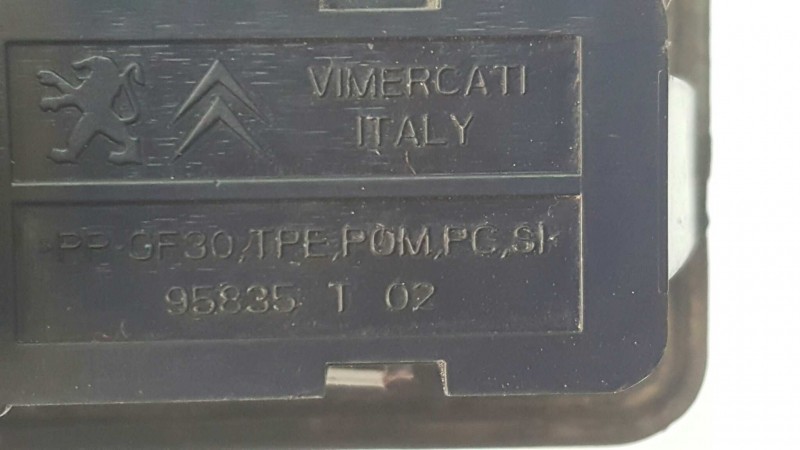 VIMERCATI
ITALY
>PP-GF30,TPE,POM,PC,SI<
95835 T 02